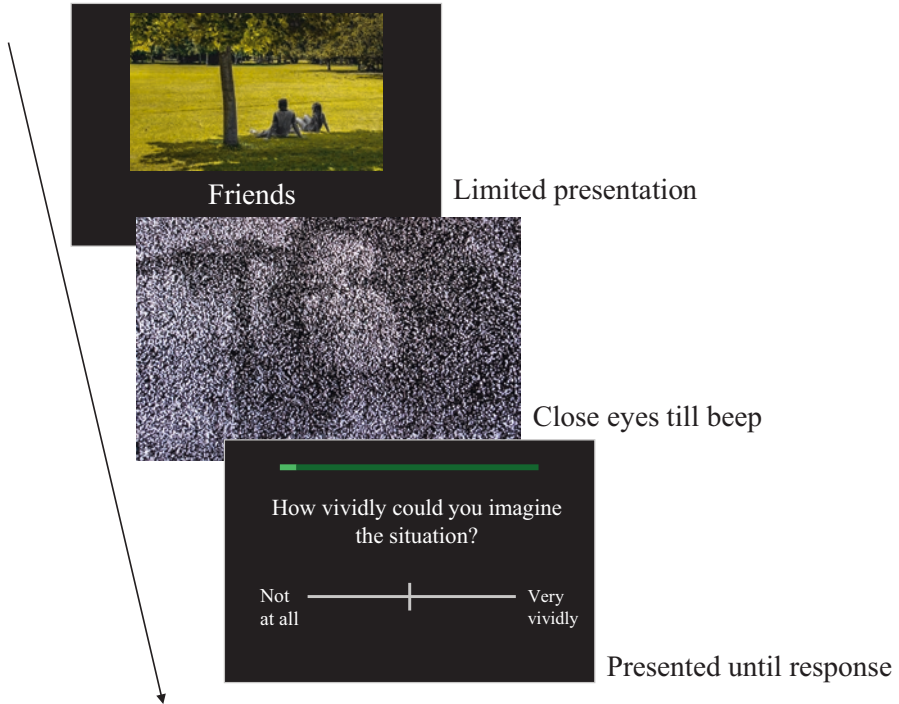 Friends
Limited presentation
Close eyes till beep
How vividly could you imagine
the situation?
Not
at all
Very
vividly
Presented until response